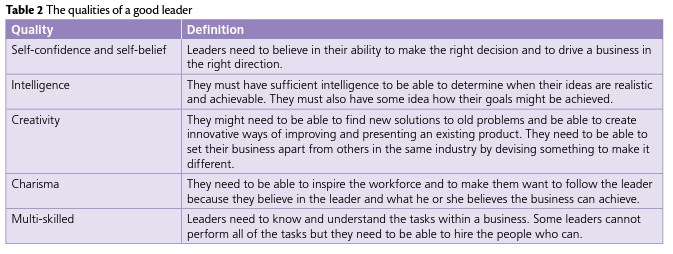 Table 2 The qualities of a good leader
Quality Definition
Self-confidence and self-belief Leaders need to believe in their ability to make the right decision and to drive a business in
the right direction.
Intelligence They must have sufficient intelligence to be able to determine when their ideas are realistic
and achievable. They must also have some idea how their goals might be achieved.
Creativity They might need to be able to find new solutions to old problems and be able to create
innovative ways of improving and presenting an existing product. They need to be able to
set their business apart from others in the same industry by devising something to make it
different.
Charisma They need to be able to inspire the workforce and to make them want to follow the leader
because they believe in the leader and what he or she believes the business can achieve.
Multi-skilled Leaders need to know and understand the tasks within a business. Some leaders cannot
perform all of the tasks but they need to be able to hire the people who can.